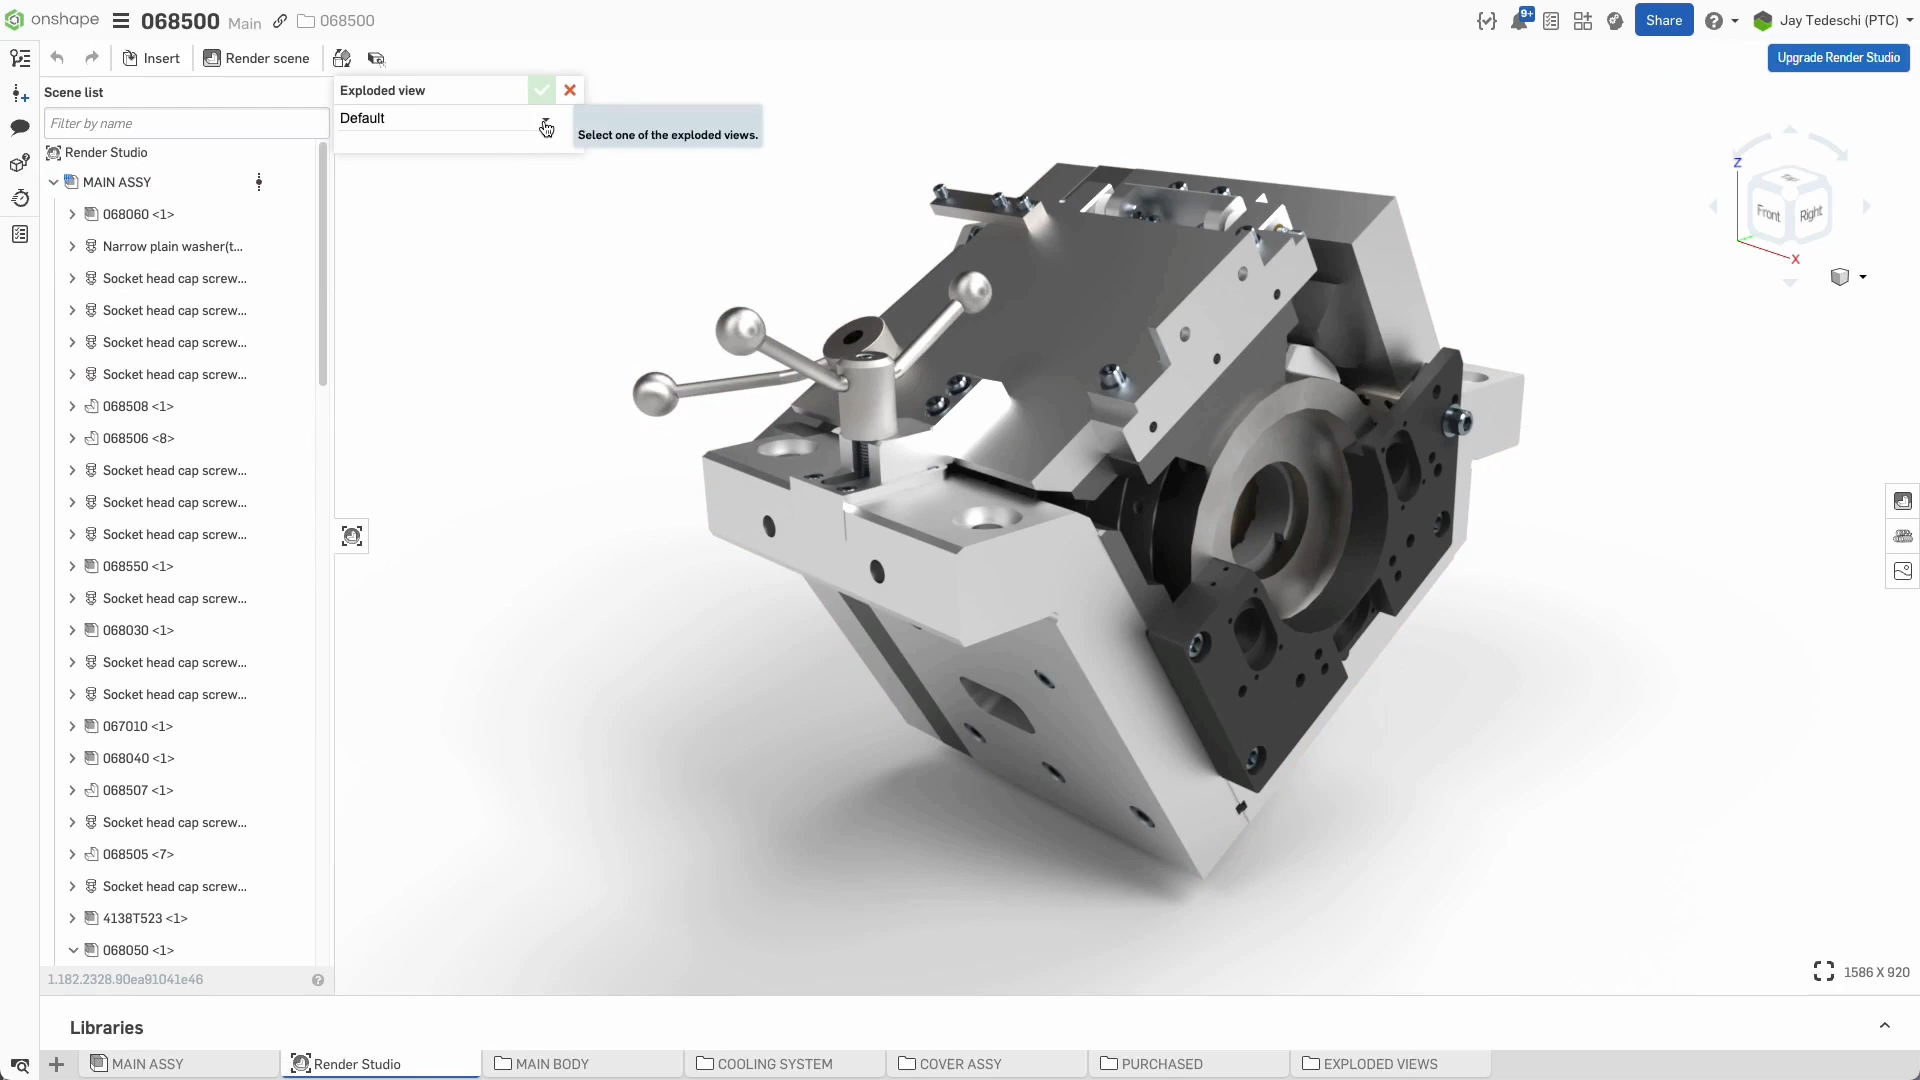 onshape 068500 Main 068500
9+ Share Jay Tedeschi (PTC)
Insert Render scene
Upgrade Render Studio
Scene list
Exploded view
Default
Select one of the exploded views.
Filter by name
Render Studio
MAIN ASSY
068060 <1>
Narrow plain washer(t...
Socket head cap screw...
Socket head cap screw...
Socket head cap screw...
Socket head cap screw...
068508 <1>
068506 <8>
Socket head cap screw...
Socket head cap screw...
Socket head cap screw...
068550 <1>
Socket head cap screw...
068030 <1>
Socket head cap screw...
Socket head cap screw...
067010 <1>
068040 <1>
068507 <1>
Socket head cap screw...
068505 <7>
Socket head cap screw...
4138T523 <1>
068050 <1>
1.182.2328.90ea91041e46
Z
Top
Front Right
X
1586 X 920
Libraries
MAIN ASSY Render Studio MAIN BODY COOLING SYSTEM COVER ASSY PURCHASED EXPLODED VIEWS